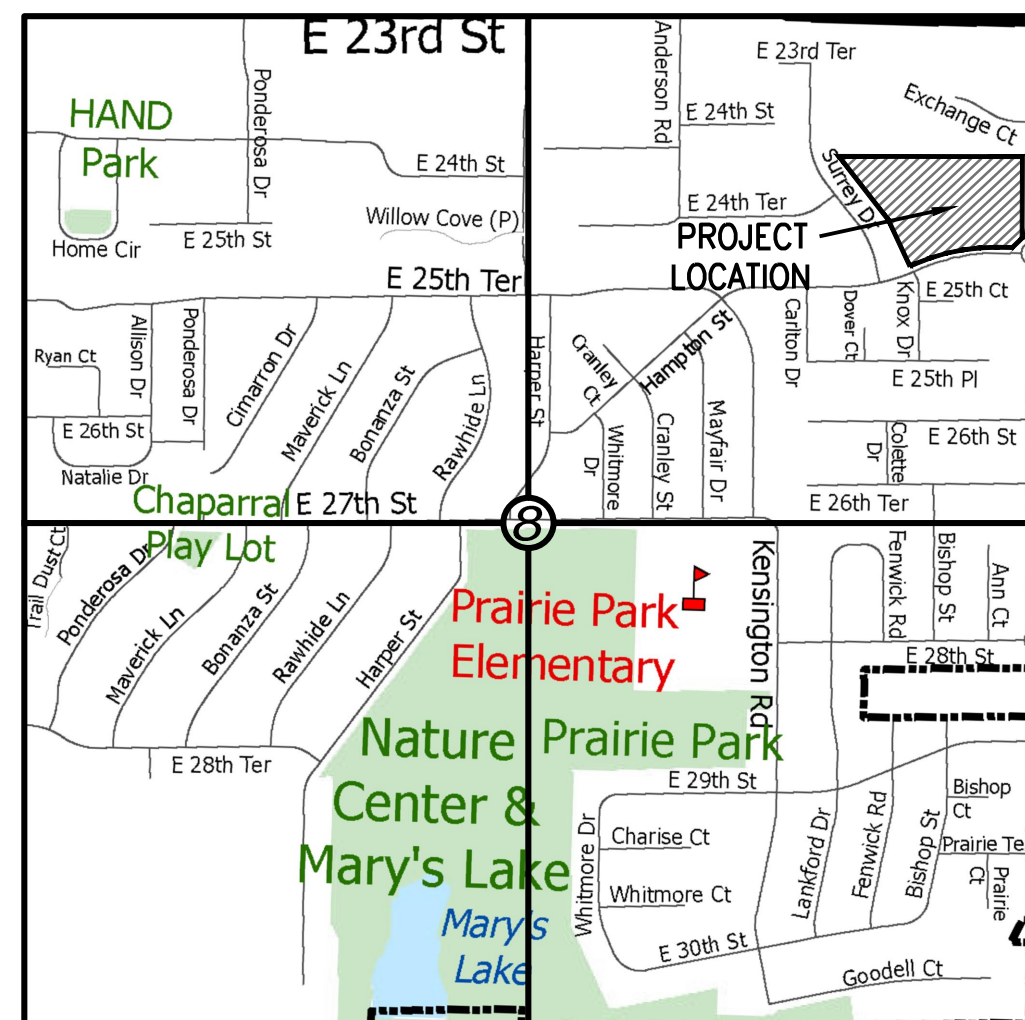 E 23rd St
HAND
Park
Ponderosa Dr
E 24th St
Home Cir
E 25th St
Willow Cove (P)
E 25th Ter
Ryan Ct
Allison Dr
Ponderosa Dr
E 26th St
Natalie Dr
Cimarron Dr
Maverick Ln
Bonanza St
Rawhide Ln
Chaparral
Play Lot
E 27th St
Anderson Rd
E 23rd Ter
E 24th St
Exchange Ct
Surrey Dr
E 24th Ter
PROJECT
LOCATION
Harper St
Cranley
Ct
Hampton St
Whitmore
Dr
Cranley St
Mayfair Dr
Carlton Dr
Dover Ct
Knox Dr
E 25th Ct
E 25th Pl
Colette
Dr
E 26th St
E 26th Ter
8
Trail Dust Ct
Ponderosa Dr
Maverick Ln
Bonanza St
Rawhide Ln
Harper St
E 28th Ter
Prairie Park
Elementary
Nature
Center &
Mary's Lake
Prairie Park
Mary's
Lake
Kensington Rd
Fenwick Rd
Bishop St
Ann Ct
E 28th St
E 29th St
Whitmore Dr
Charise Ct
Whitmore Ct
E 30th St
Lankford Dr
Fenwick Rd
Bishop St
Bishop
Ct
Prairie Te
Prairie
Ct
Goodell Ct